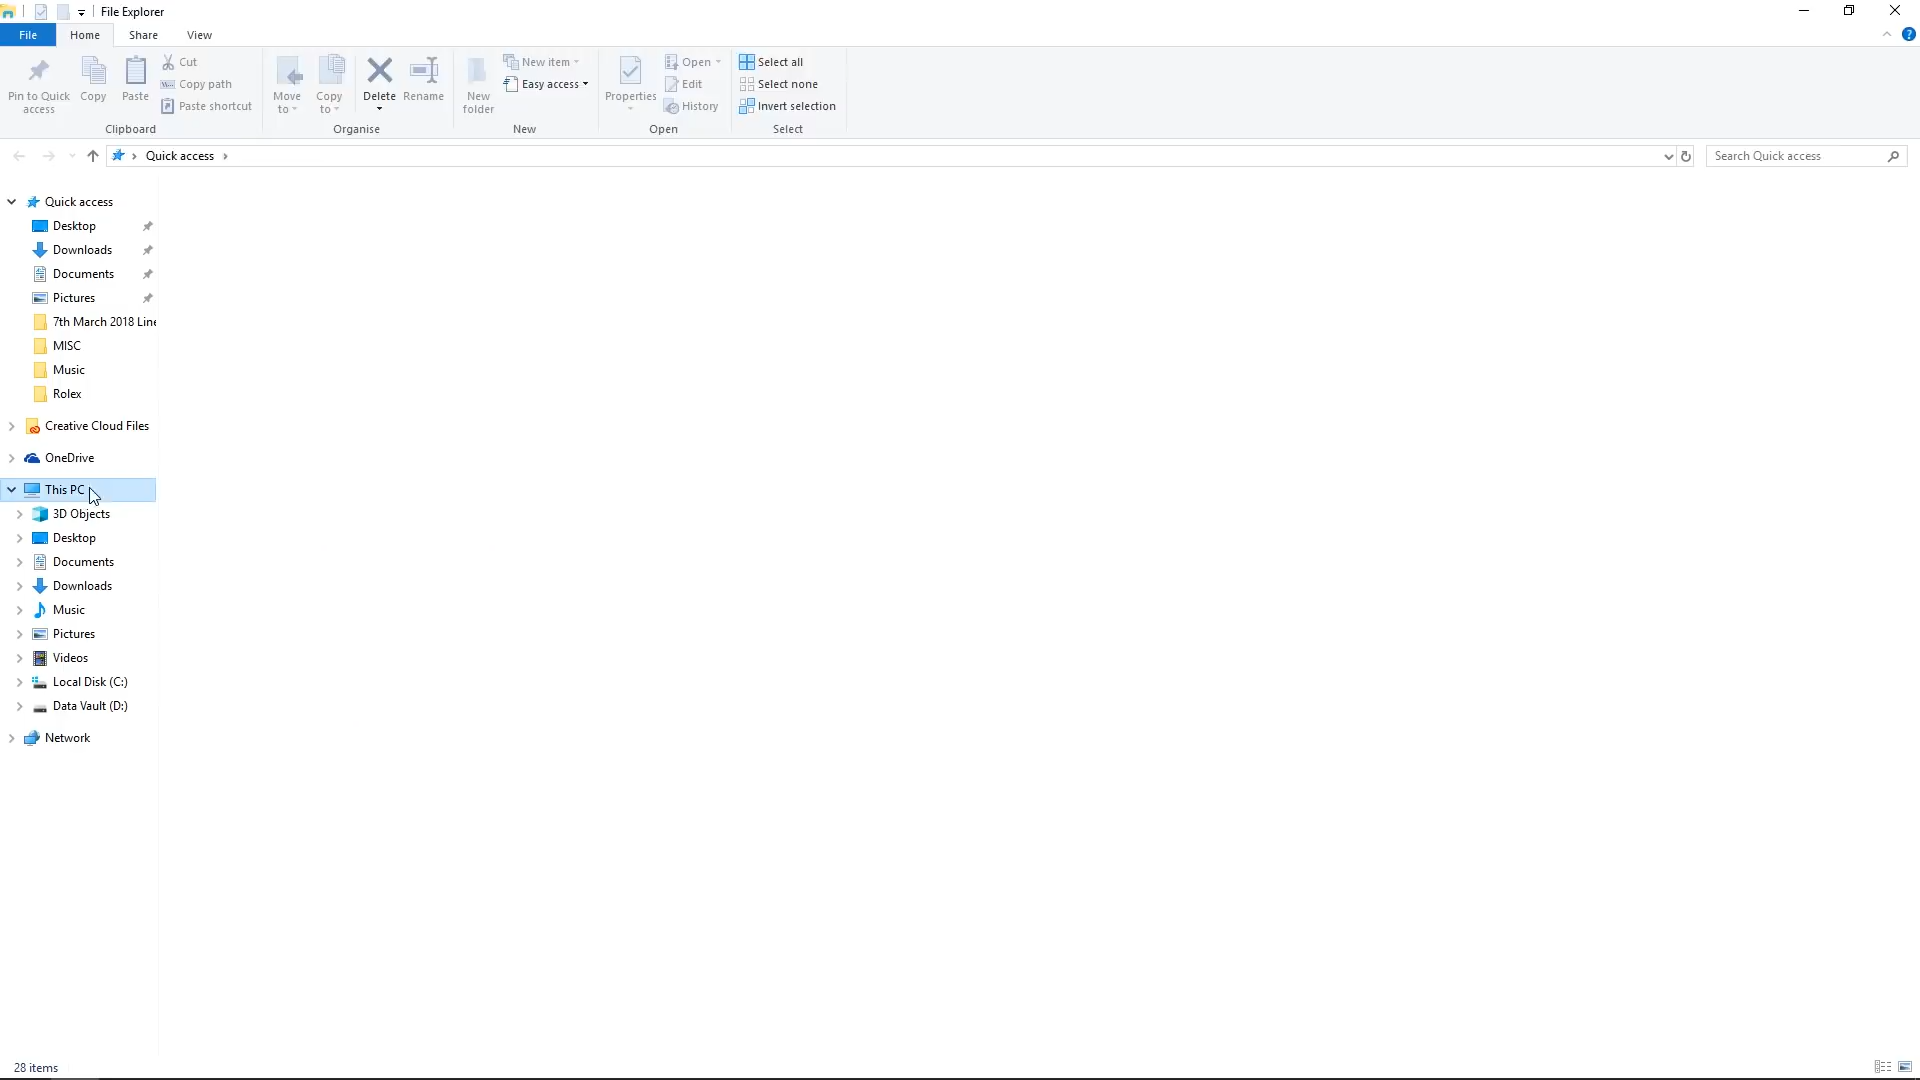 File Explorer
File
Home
Share
View
?
Pin to Quick
access
Copy
Paste
Cut
Copy path
Paste shortcut
Clipboard
Move
to
Copy
to
Delete
Rename
Organise
New
folder
New item
Easy access
New
Properties
Open
Edit
History
Open
Select all
Select none
Invert selection
Select
Quick access
Search Quick access
Quick access
Desktop
Downloads
Documents
Pictures
7th March 2018 Line
MISC
Music
Rolex
Creative Cloud Files
OneDrive
This PC
3D Objects
Desktop
Documents
Downloads
Music
Pictures
Videos
Local Disk (C:)
Data Vault (D:)
Network
28 items